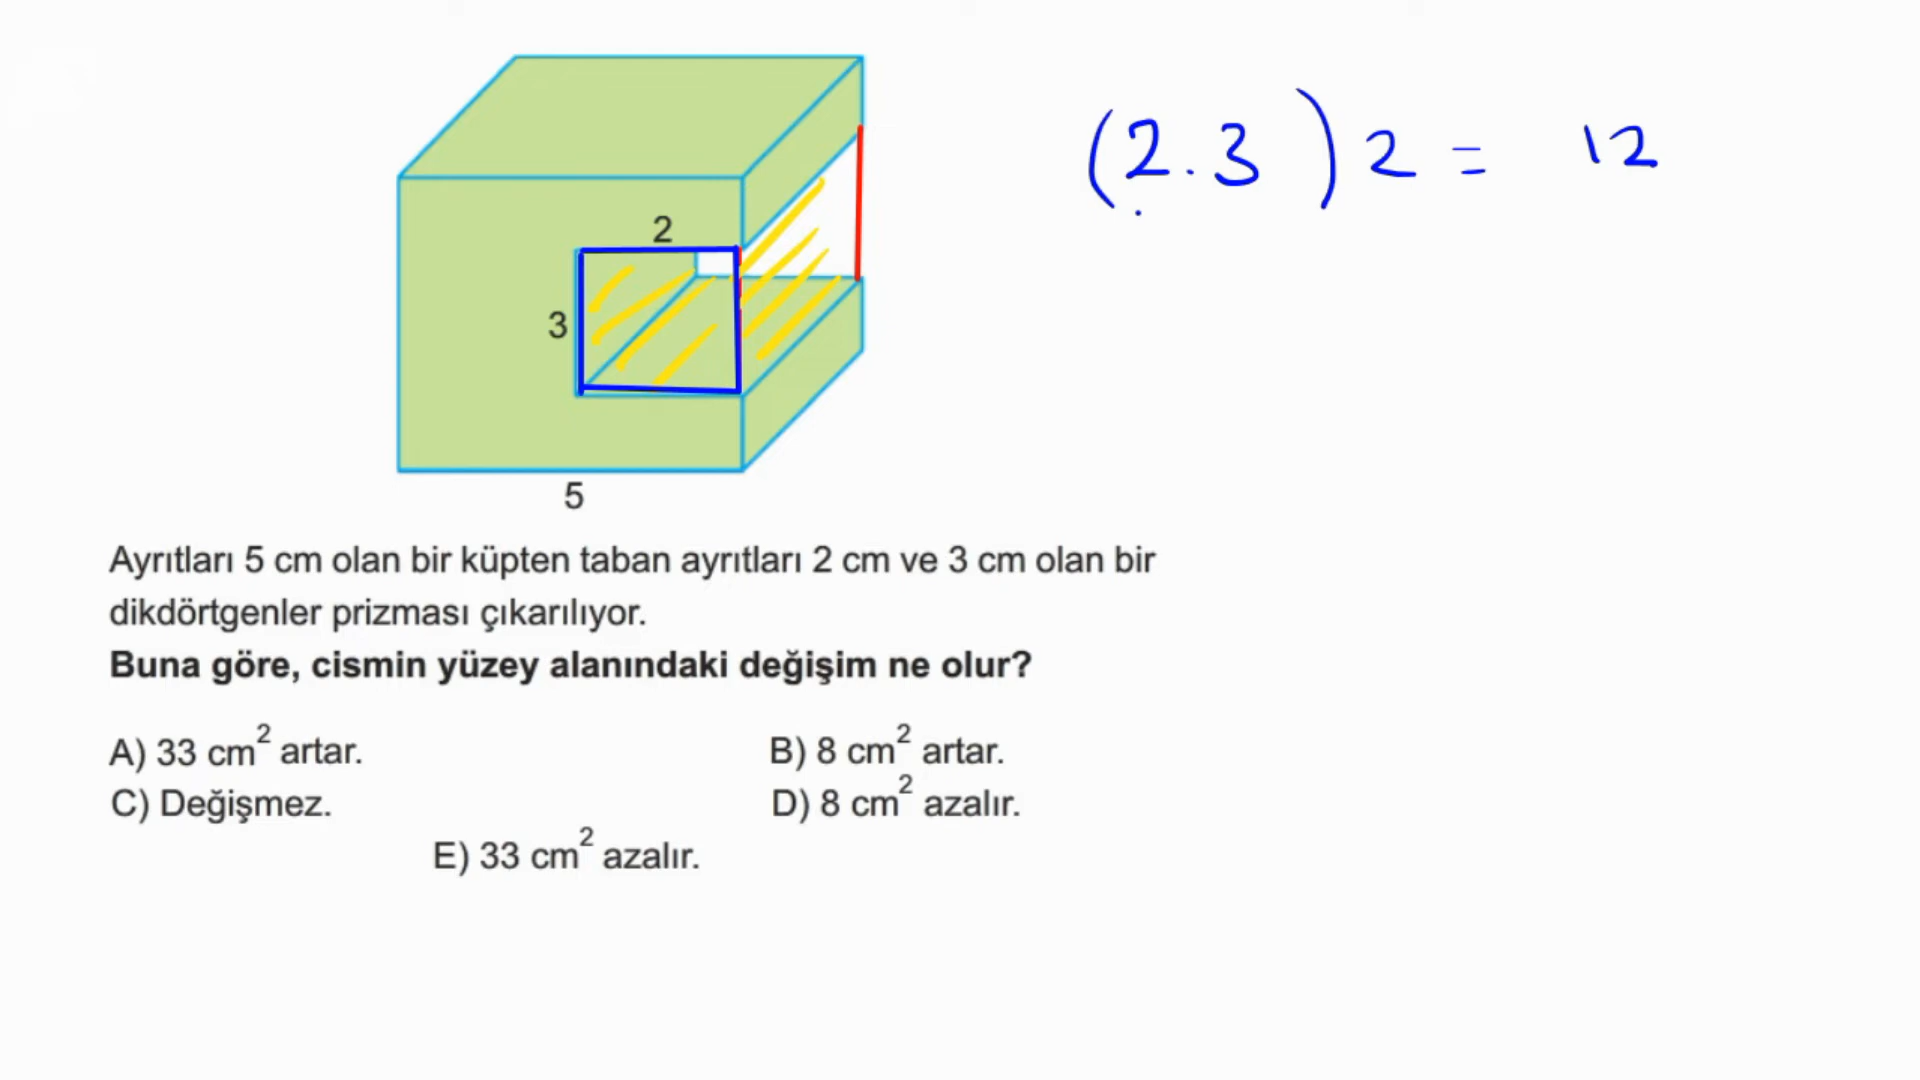 (2.3)2 = 12
2
3
5
Ayrıtları 5 cm olan bir küpten taban ayrıtları 2 cm ve 3 cm olan bir
dikdörtgenler prizması çıkarılıyor.
Buna göre, cismin yüzey alanındaki değişim ne olur?
A) 33 cm² artar.
B) 8 cm² artar.
C) Değişmez.
D) 8 cm² azalır.
E) 33 cm² azalır.